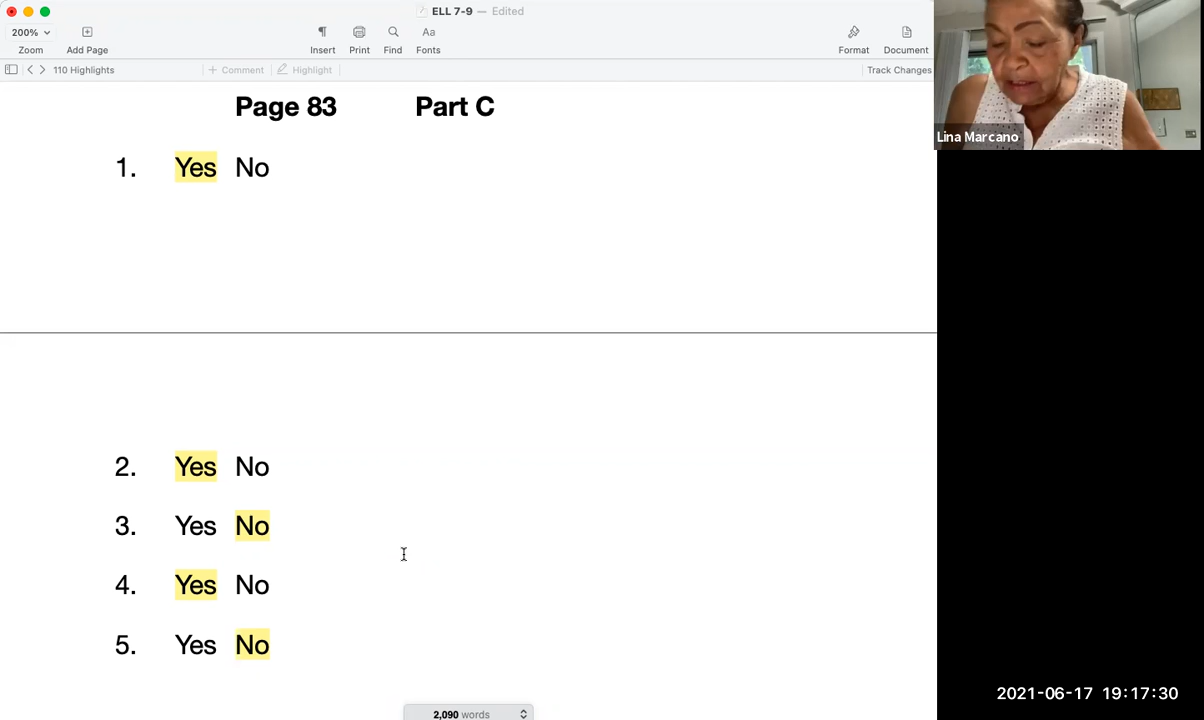 ELL 7-9 — Edited
200%
Zoom
Add Page
Insert
Print
Find
Aa
Fonts
Format
Document
110 Highlights
+ Comment
Highlight
Track Changes
Lina Marcano
Page 83 Part C
1. Yes No
2. Yes No
3. Yes No
4. Yes No
5. Yes No
2,090 words
2021-06-17 19:17:30